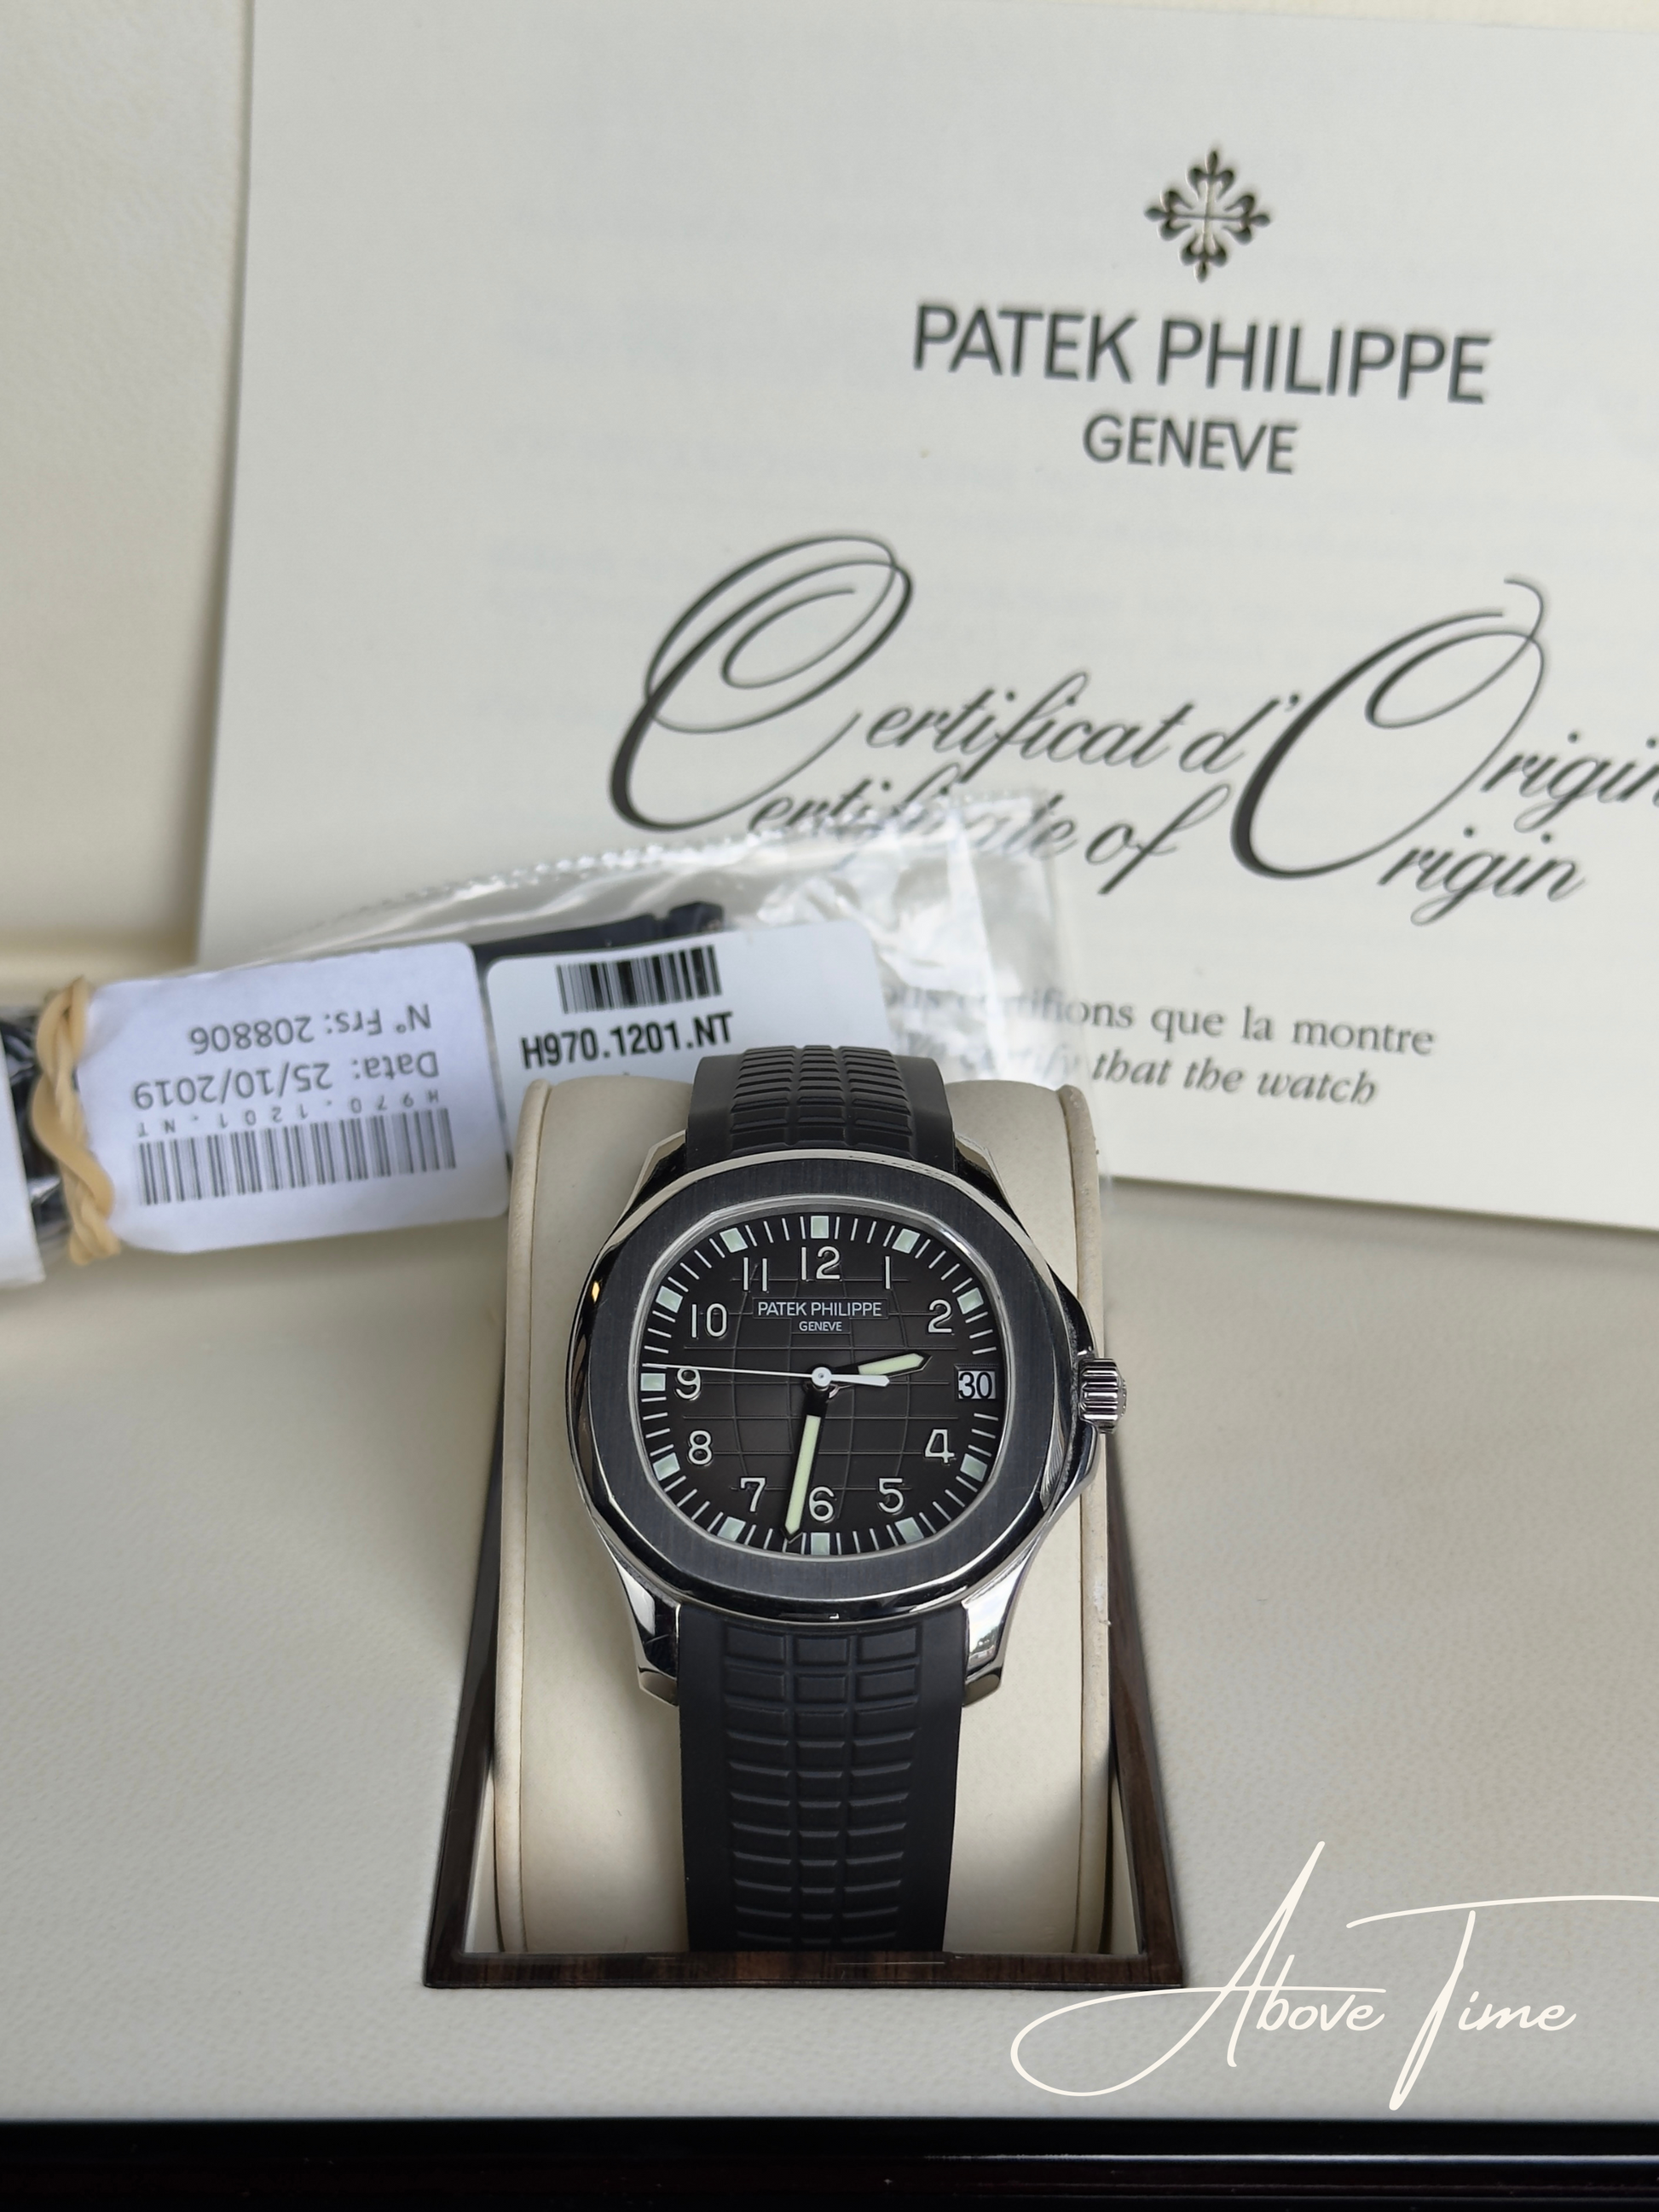 PATEK PHILIPPE
GENEVE
Certificat d'Origin
Certificate of Origin
certifions que la montre
that the watch
N° Frs: 208806
Data: 25/10/2019
H970-1201-NT
H970.1201.NT
12
1
2
30
4
5
6
7
8
9
10
11
PATEK PHILIPPE
GENEVE
Above Time